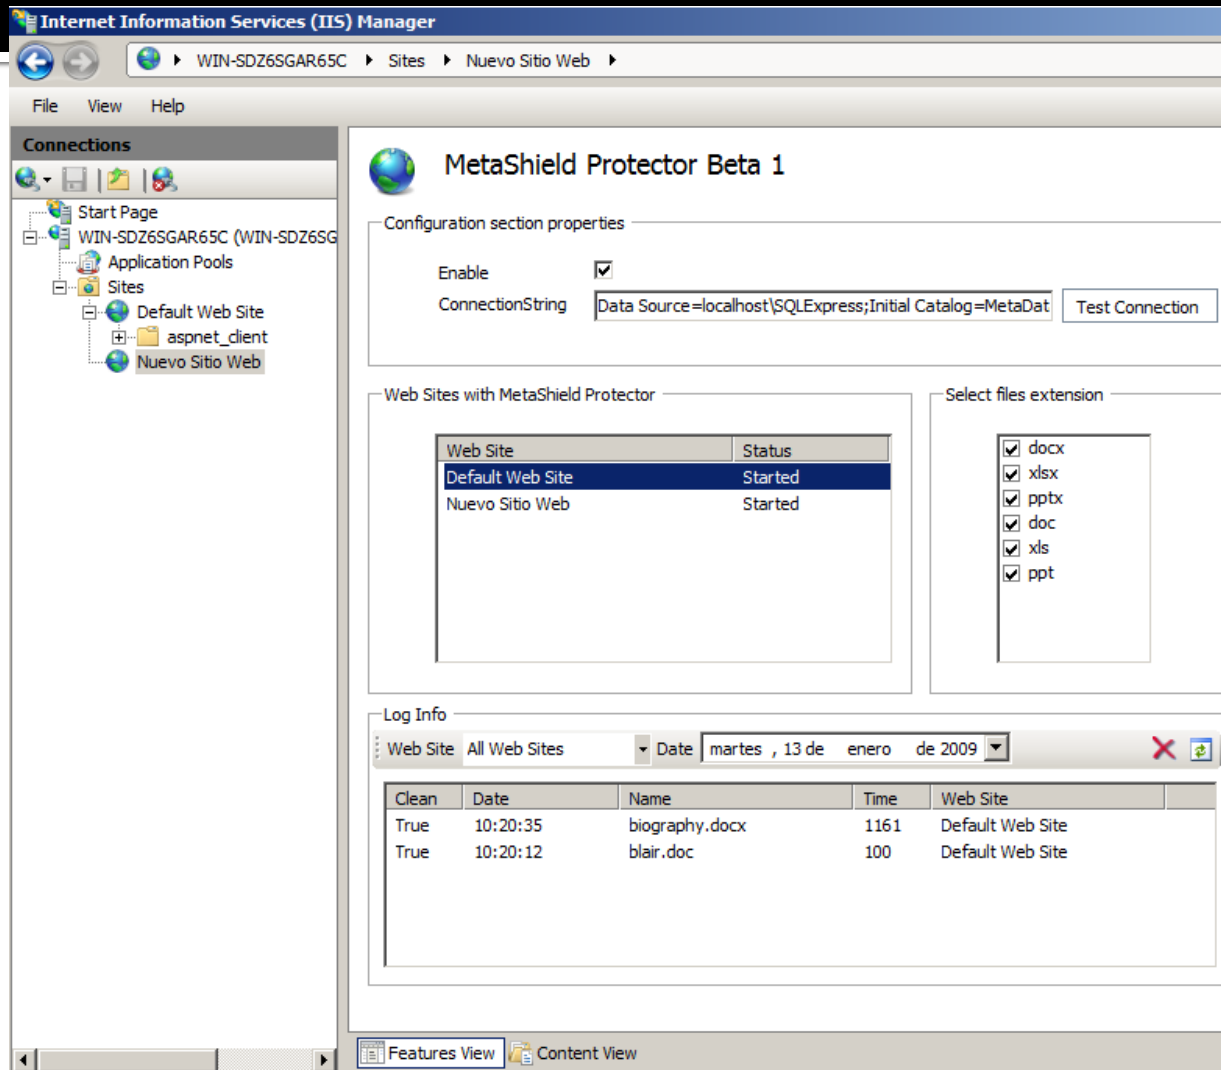 Internet Information Services (IIS) Manager
WIN-SDZ6SGAR65C Sites Nuevo Sitio Web
File View Help
Connections
Start Page
WIN-SDZ6SGAR65C (WIN-SDZ6SG
Application Pools
Sites
Default Web Site
aspnet_client
Nuevo Sitio Web
MetaShield Protector Beta 1
Configuration section properties
Enable
ConnectionString Data Source=localhost\SQLExpress;Initial Catalog=MetaDat Test Connection
Web Sites with MetaShield Protector
Web Site Status
Default Web Site Started
Nuevo Sitio Web Started
Select files extension
docx
xlsx
pptx
doc
xls
ppt
Log Info
Web Site All Web Sites Date martes , 13 de enero de 2009
Clean Date Name Time Web Site
True 10:20:35 biography.docx 1161 Default Web Site
True 10:20:12 blair.doc 100 Default Web Site
Features View Content View